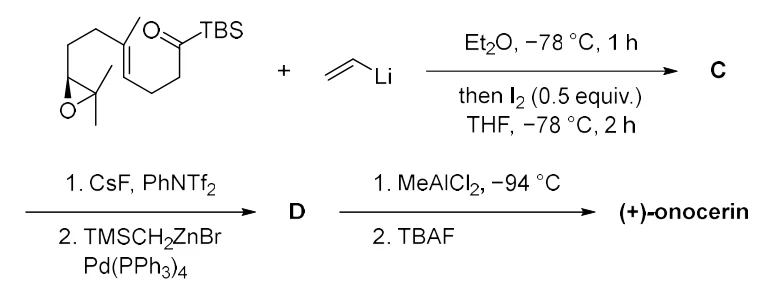 O
TBS
O
+
Li
Et₂O, −78 °C, 1 h
then I₂ (0.5 equiv.)
THF, −78 °C, 2 h
C
1. CsF, PhNTf₂
2. TMSCH₂ZnBr
Pd(PPh₃)₄
D
1. MeAlCl₂, −94 °C
2. TBAF
(+)-onocerin